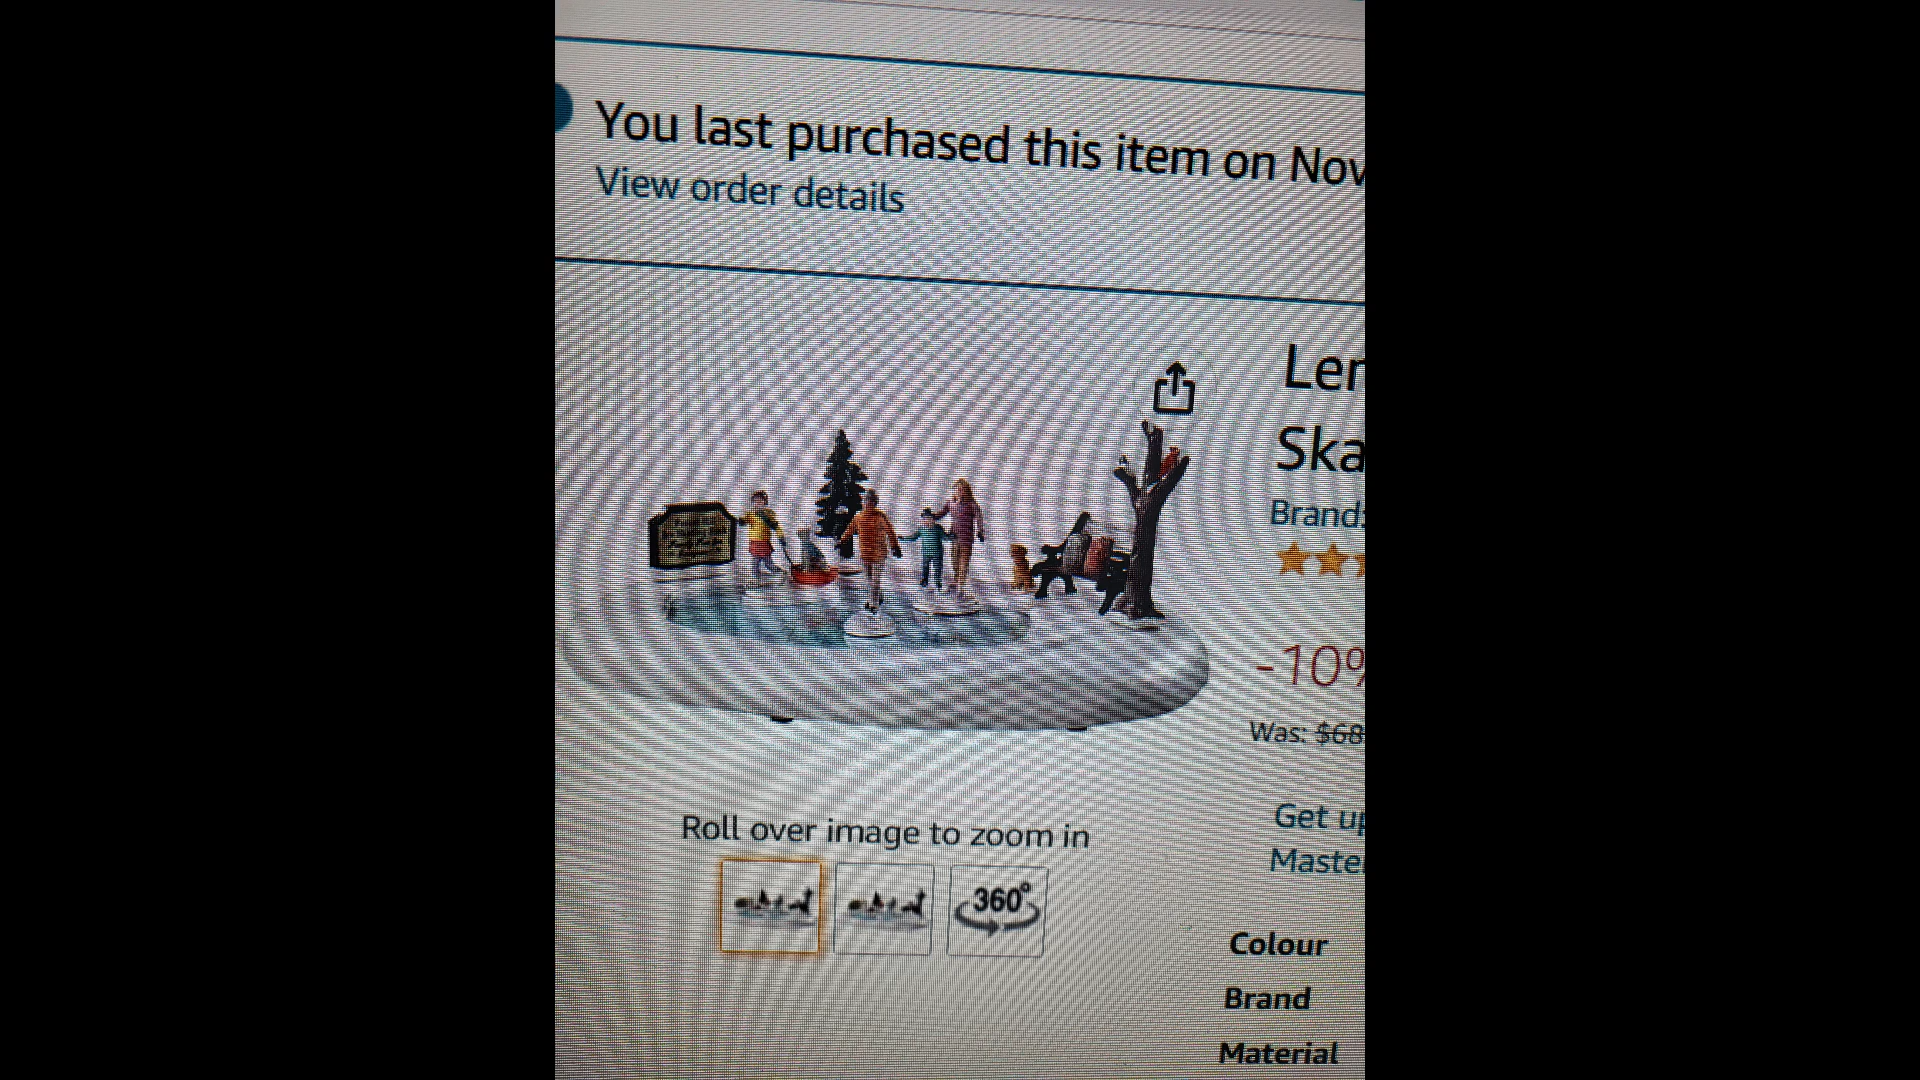 You last purchased this item on Nov
View order details
Ler
Ska
Brand:
-10%
Was: $68
Roll over image to zoom in
Get up
Maste
360°
Colour
Brand
Material